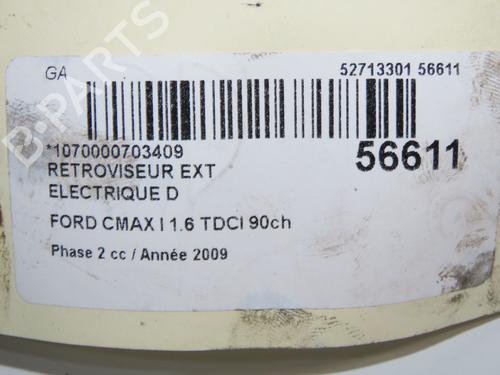 GA 52713301 56611
*1070000703409
56611
RETROVISEUR EXT
ELECTRIQUE D
FORD CMAX I 1.6 TDCI 90ch
Phase 2 cc / Année 2009
B-PARTS